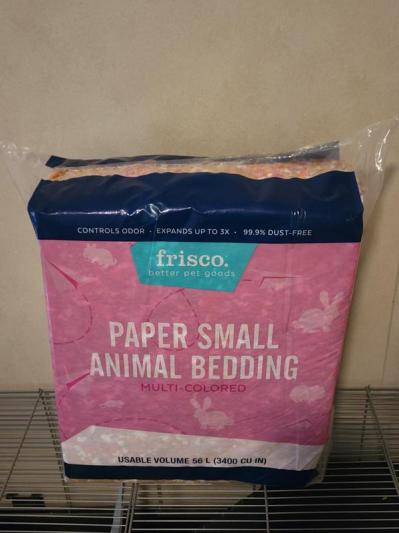 CONTROLS ODOR · EXPANDS UP TO 3X · 99.9% DUST-FREE
frisco.
better pet goods
PAPER SMALL
ANIMAL BEDDING
MULTI-COLORED
USABLE VOLUME 56 L (3400 CU IN)